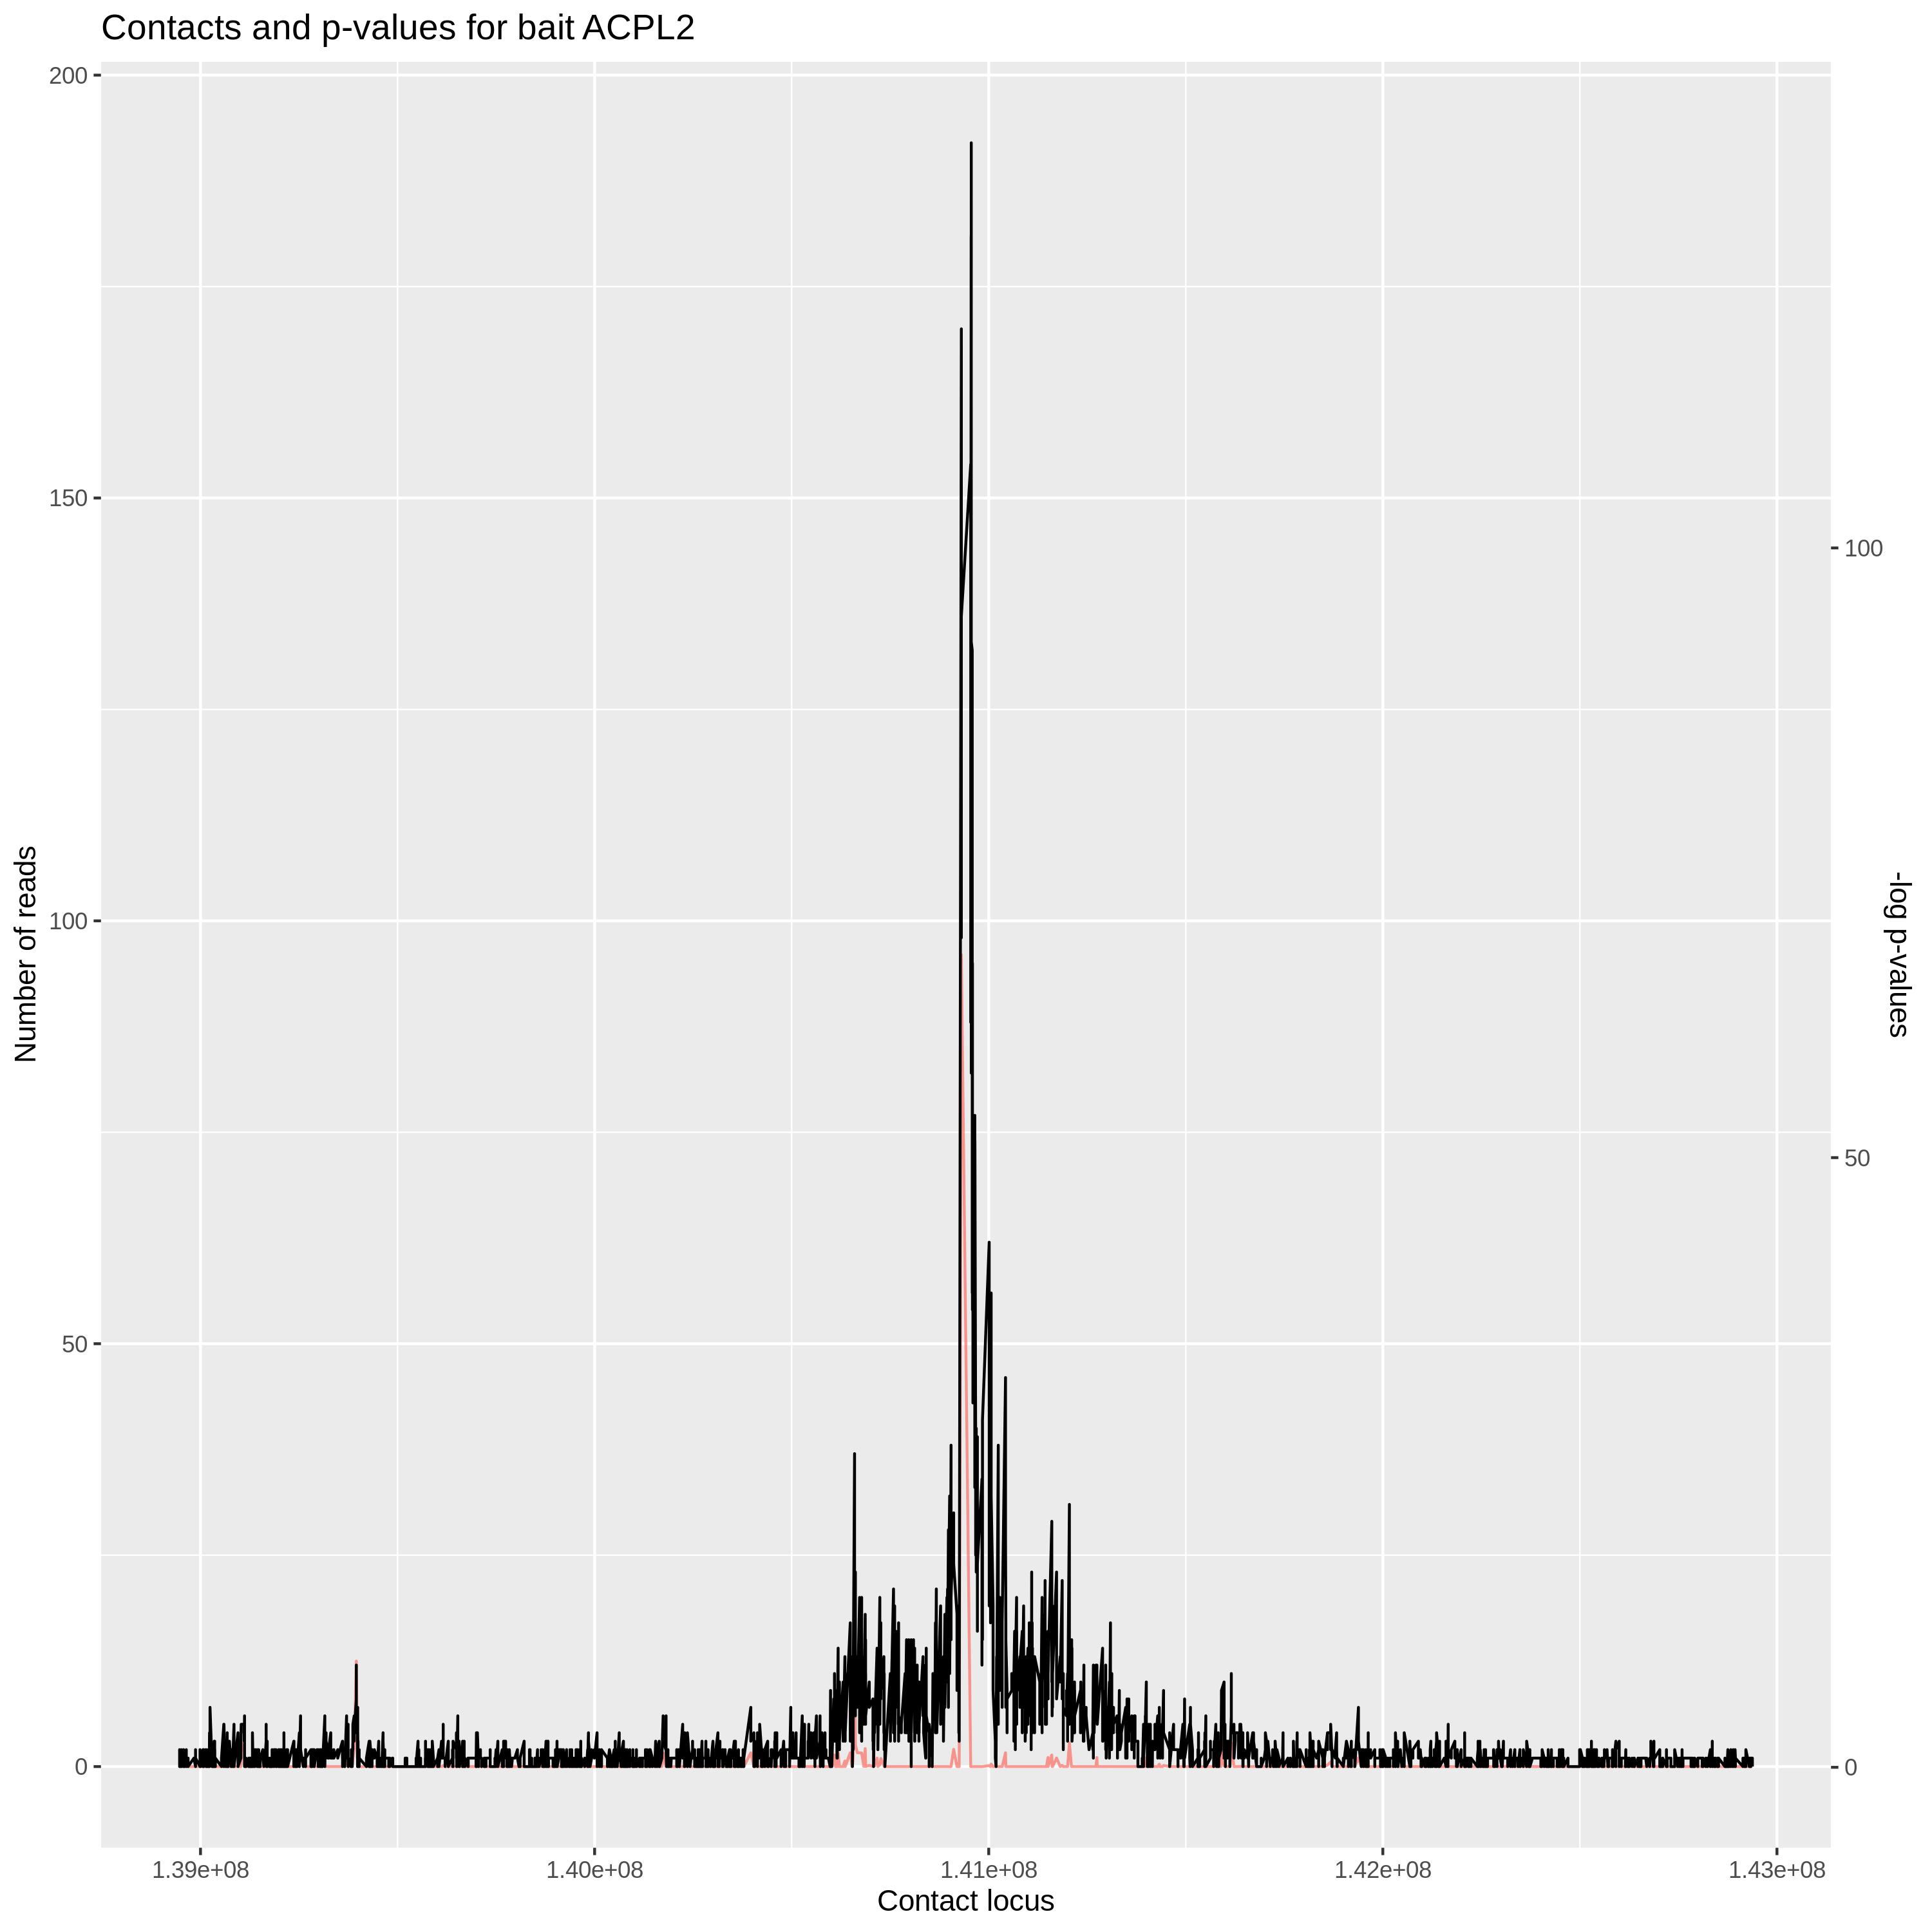 Contacts and p-values for bait ACPL2
200
150
100
50
0
Number of reads
100
50
0
-log p-values
1.39e+08
1.40e+08
1.41e+08
1.42e+08
1.43e+08
Contact locus